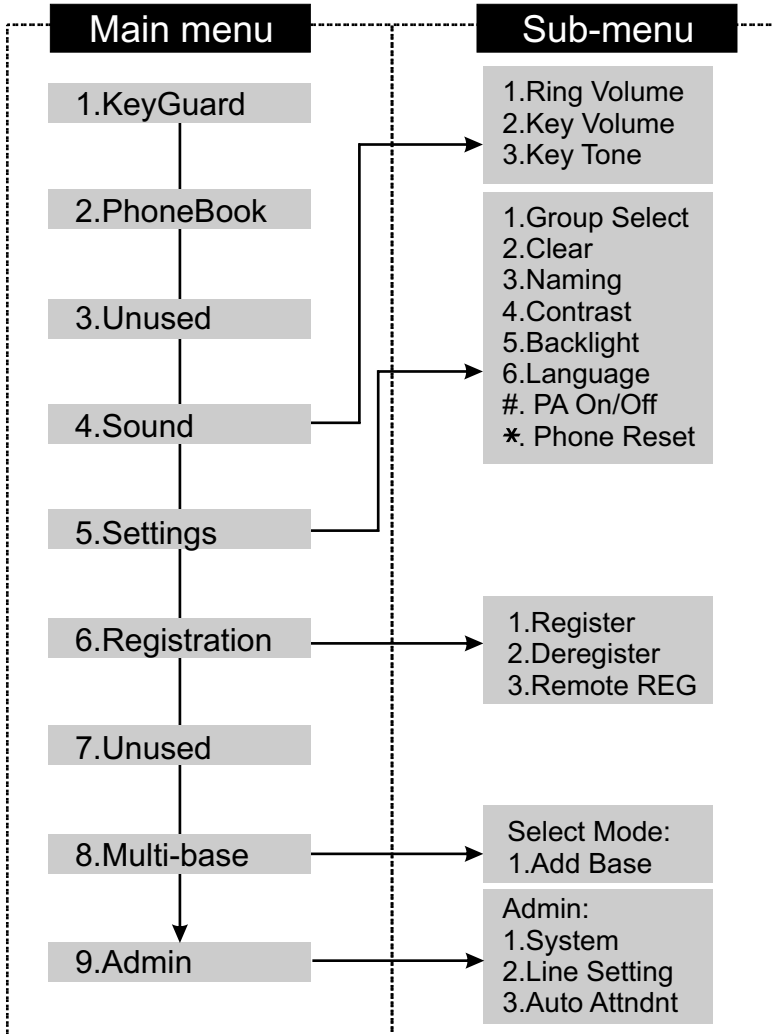 Main menu
1.KeyGuard
2.PhoneBook
3.Unused
4.Sound
5.Settings
6.Registration
7.Unused
8.Multi-base
9.Admin
Sub-menu
1.Ring Volume
2.Key Volume
3.Key Tone
1.Group Select
2.Clear
3.Naming
4.Contrast
5.Backlight
6.Language
#. PA On/Off
*. Phone Reset
1.Register
2.Deregister
3.Remote REG
Select Mode:
1.Add Base
Admin:
1.System
2.Line Setting
3.Auto Attndnt